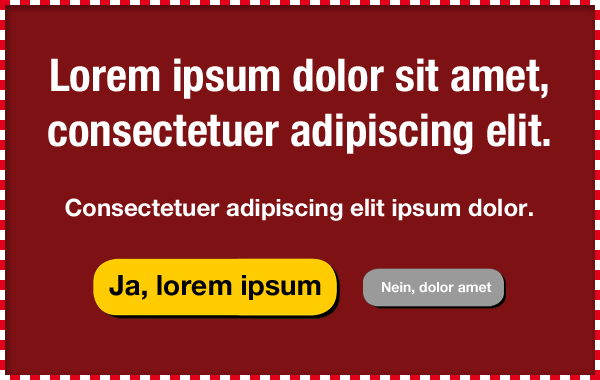 Lorem ipsum dolor sit amet,
consectetuer adipiscing elit.
Consectetuer adipiscing elit ipsum dolor.
Ja, lorem ipsum
Nein, dolor amet